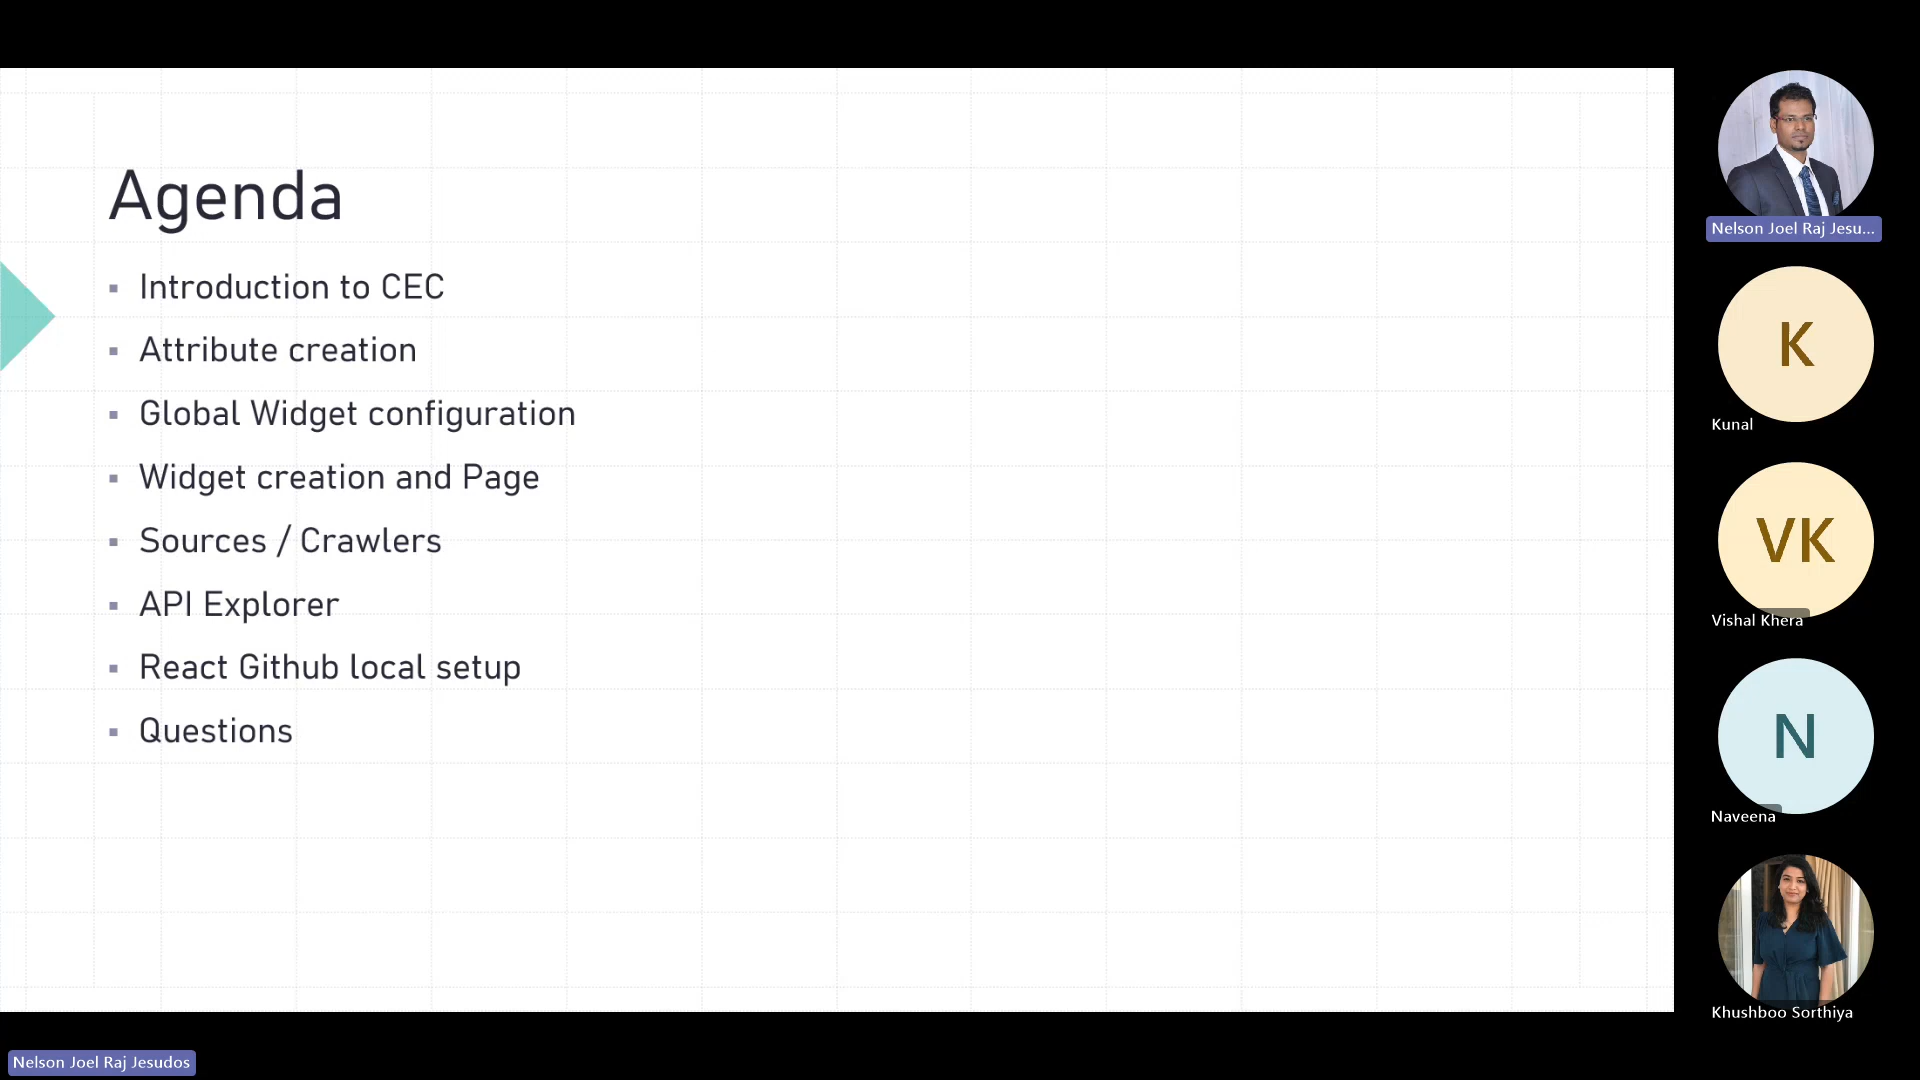 Agenda
▪ Introduction to CEC
▪ Attribute creation
▪ Global Widget configuration
▪ Widget creation and Page
▪ Sources / Crawlers
▪ API Explorer
▪ React Github local setup
▪ Questions
Nelson Joel Raj Jesu...
K
Kunal
VK
Vishal Khera
N
Naveena
Khushboo Sorthiya
Nelson Joel Raj Jesudos